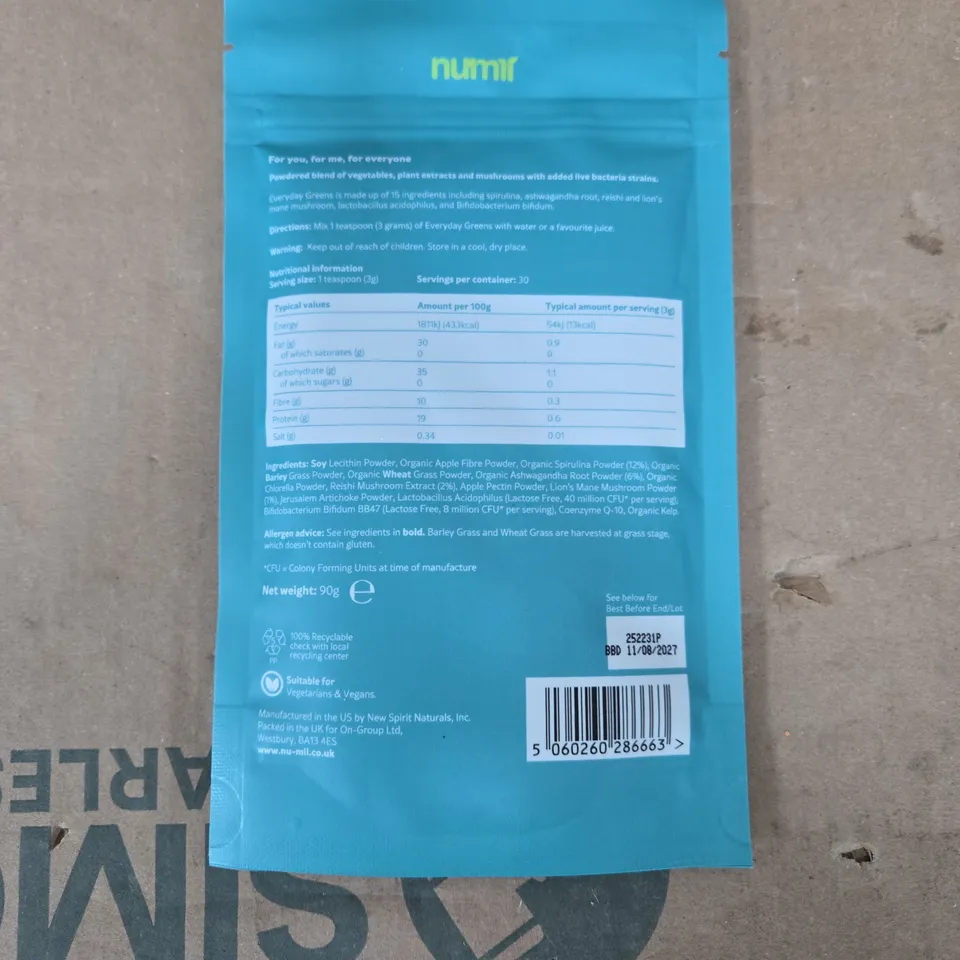 numil
For you, for me, for everyone
Powdered blend of vegetables, plant extracts and mushrooms with added live bacteria strains.
Everyday Greens is made up of 15 ingredients including spirulina, ashwagandha root, reishi and lion's
mane mushroom, lactobacillus acidophilus, and Bifidobacterium bifidum.
Directions: Mix 1 teaspoon (3 grams) of Everyday Greens with water or a favourite juice.
Warning: Keep out of reach of children. Store in a cool, dry place.
Nutritional information
Serving size: 1 teaspoon (3g) Servings per container: 30
Typical values Amount per 100g Typical amount per serving (3g)
Energy 1811kJ (433kcal) 54kJ (13kcal)
Fat (g) 30 0.9
of which saturates (g) 0 0
Carbohydrate (g) 35 1.1
of which sugars (g) 0 0
Fibre (g) 10 0.3
Protein (g) 19 0.6
Salt (g) 0.34 0.01
Ingredients: Soy Lecithin Powder, Organic Apple Fibre Powder, Organic Spirulina Powder (12%), Organic
Barley Grass Powder, Organic Wheat Grass Powder, Organic Ashwagandha Root Powder (6%), Organic
Chlorella Powder, Reishi Mushroom Extract (2%), Apple Pectin Powder, Lion's Mane Mushroom Powder
(1%), Jerusalem Artichoke Powder, Lactobacillus Acidophilus (Lactose Free, 40 million CFU* per serving),
Bifidobacterium Bifidum BB47 (Lactose Free, 8 million CFU* per serving), Coenzyme Q-10, Organic Kelp.
Allergen advice: See ingredients in bold. Barley Grass and Wheat Grass are harvested at grass stage,
which doesn't contain gluten.
*CFU = Colony Forming Units at time of manufacture
Net weight: 90g e
See below for
Best Before End/Lot
252231P
BBD 11/08/2027
100% Recyclable
check with local
recycling center
PP
Suitable for
Vegetarians & Vegans.
Manufactured in the US by New Spirit Naturals, Inc.
Packed in the UK for On-Group Ltd,
Westbury, BA13 4ES
www.nu-mil.co.uk
5 060260 286663 >
ARLES
SIM